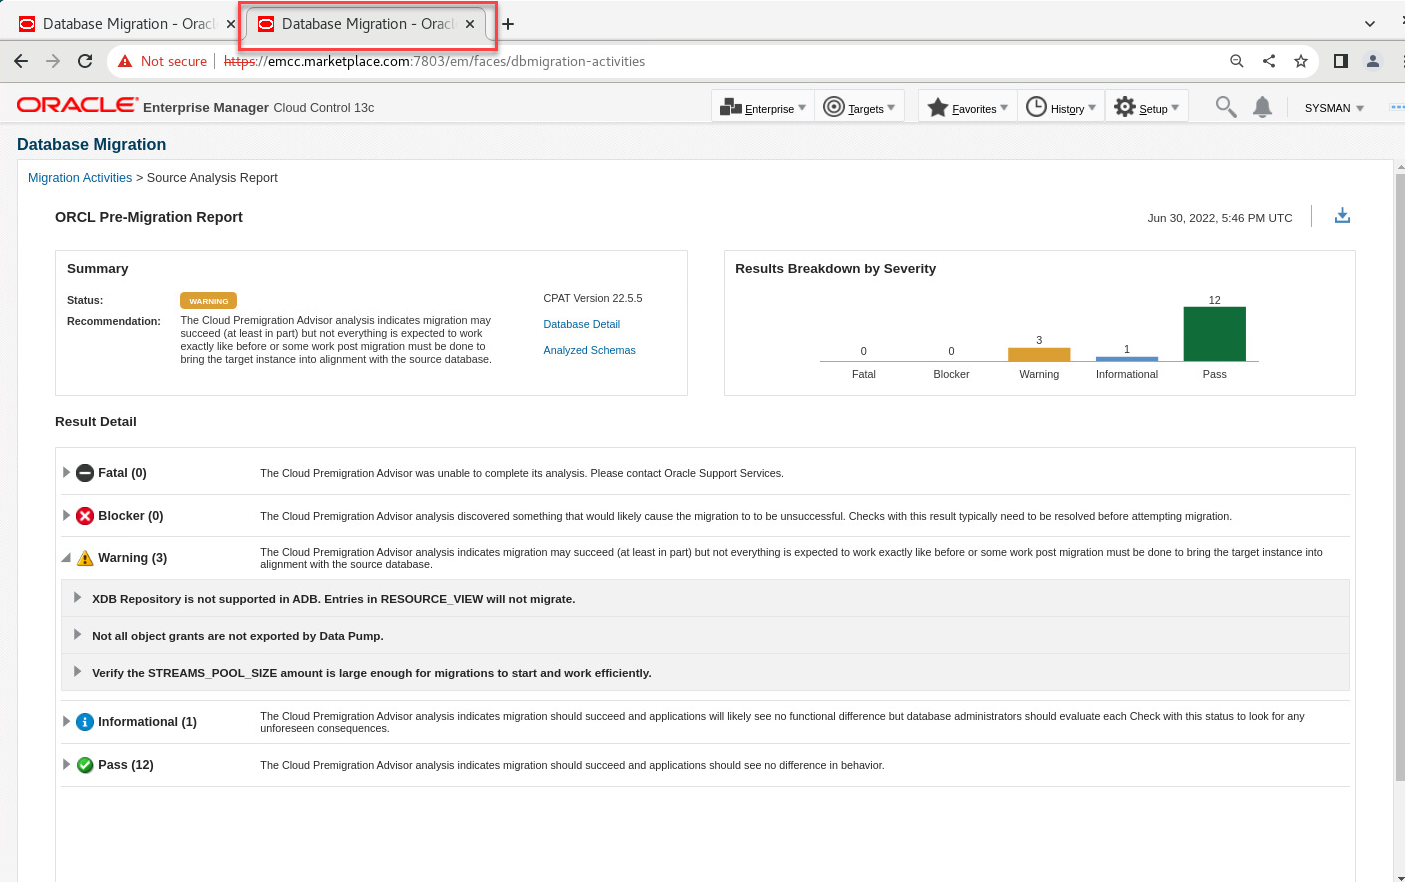 Database Migration - Orac
Database Migration - Oracl
Not secure
https://emcc.marketplace.com:7803/em/faces/dbmigration-activities
ORACLE Enterprise Manager Cloud Control 13c
Enterprise
Targets
Favorites
History
Setup
SYSMAN
Database Migration
Migration Activities > Source Analysis Report
ORCL Pre-Migration Report
Jun 30, 2022, 5:46 PM UTC
Summary
Status:
WARNING
Recommendation:
The Cloud Premigration Advisor analysis indicates migration may
succeed (at least in part) but not everything is expected to work
exactly like before or some work post migration must be done to
bring the target instance into alignment with the source database.
CPAT Version 22.5.5
Database Detail
Analyzed Schemas
Results Breakdown by Severity
0
0
3
1
12
Fatal
Blocker
Warning
Informational
Pass
Result Detail
Fatal (0)
The Cloud Premigration Advisor was unable to complete its analysis. Please contact Oracle Support Services.
Blocker (0)
The Cloud Premigration Advisor analysis discovered something that would likely cause the migration to to be unsuccessful. Checks with this result typically need to be resolved before attempting migration.
Warning (3)
The Cloud Premigration Advisor analysis indicates migration may succeed (at least in part) but not everything is expected to work exactly like before or some work post migration must be done to bring the target instance into
alignment with the source database.
XDB Repository is not supported in ADB. Entries in RESOURCE_VIEW will not migrate.
Not all object grants are not exported by Data Pump.
Verify the STREAMS_POOL_SIZE amount is large enough for migrations to start and work efficiently.
Informational (1)
The Cloud Premigration Advisor analysis indicates migration should succeed and applications will likely see no functional difference but database administrators should evaluate each Check with this status to look for any
unforeseen consequences.
Pass (12)
The Cloud Premigration Advisor analysis indicates migration should succeed and applications should see no difference in behavior.